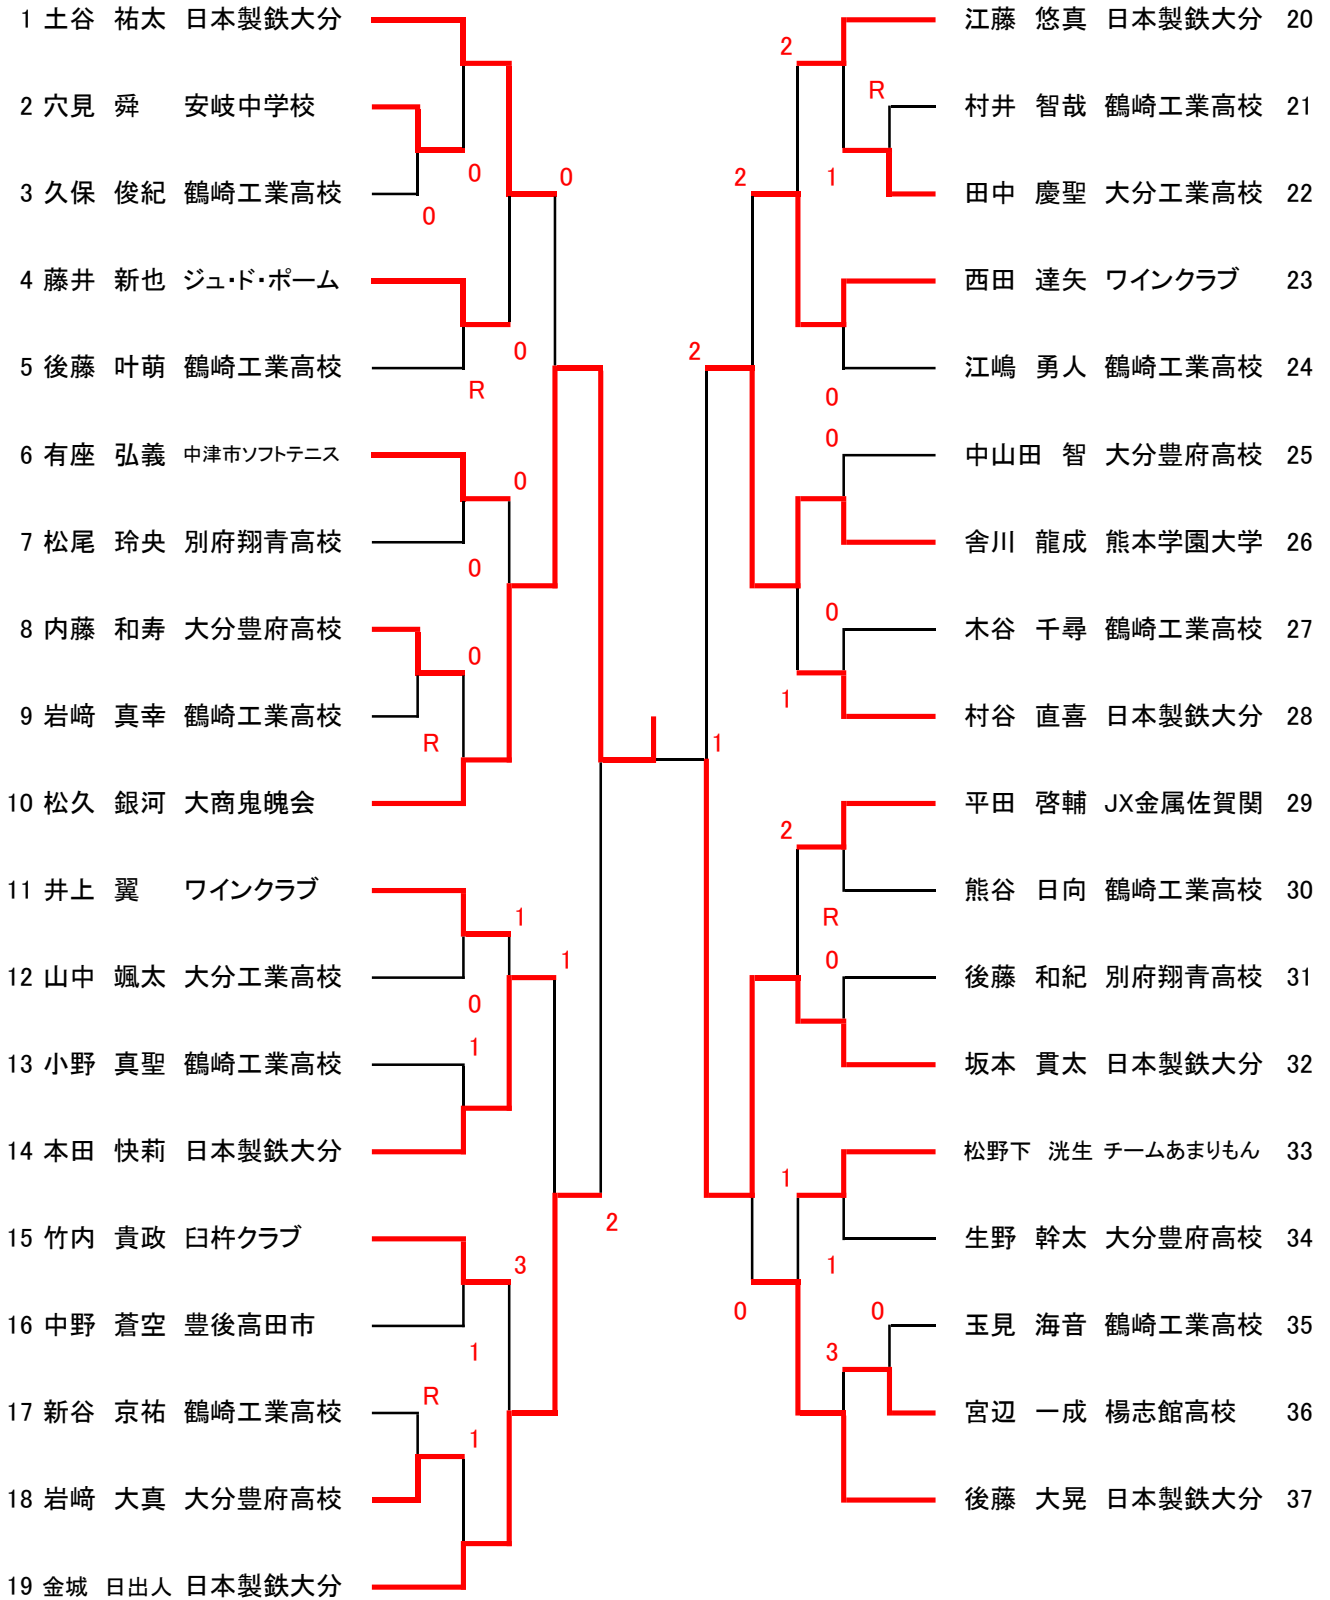 1 土谷 祐太 日本製鉄大分
2 穴見 舜 安岐中学校
0
3 久保 俊紀 鶴崎工業高校
0
0
4 藤井 新也 ジュ・ド・ポーム
5 後藤 叶萌 鶴崎工業高校
0
R
6 有座 弘義 中津市ソフトテニス
0
7 松尾 玲央 別府翔青高校
0
8 内藤 和寿 大分豊府高校
0
9 岩﨑 真幸 鶴崎工業高校
R
10 松久 銀河 大商鬼魄会
11 井上 翼 ワインクラブ
1
12 山中 颯太 大分工業高校
1
0
13 小野 真聖 鶴崎工業高校
1
14 本田 快莉 日本製鉄大分
2
15 竹内 貴政 臼杵クラブ
3
16 中野 蒼空 豊後高田市
1
17 新谷 京祐 鶴崎工業高校
R
1
18 岩﨑 大真 大分豊府高校
19 金城 日出人 日本製鉄大分
江藤 悠真 日本製鉄大分 20
2
R
村井 智哉 鶴崎工業高校 21
2
1
田中 慶聖 大分工業高校 22
西田 達矢 ワインクラブ 23
2
江嶋 勇人 鶴崎工業高校 24
0
0
中山田 智 大分豊府高校 25
舎川 龍成 熊本学園大学 26
0
木谷 千尋 鶴崎工業高校 27
1
村谷 直喜 日本製鉄大分 28
1
平田 啓輔 JX金属佐賀関 29
2
熊谷 日向 鶴崎工業高校 30
R
0
後藤 和紀 別府翔青高校 31
坂本 貫太 日本製鉄大分 32
松野下 洸生 チームあまりもん 33
1
生野 幹太 大分豊府高校 34
1
0
0
玉見 海音 鶴崎工業高校 35
3
宮辺 一成 楊志館高校 36
後藤 大晃 日本製鉄大分 37